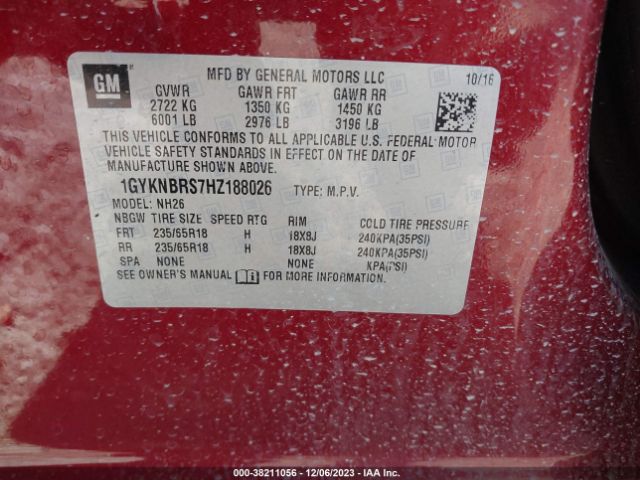 GM
MFD BY GENERAL MOTORS LLC 10/16
GVWR GAWR FRT GAWR RR
2722 KG 1350 KG 1450 KG
6001 LB 2976 LB 3196 LB
THIS VEHICLE CONFORMS TO ALL APPLICABLE U.S. FEDERAL MOTOR
VEHICLE SAFETY STANDARDS IN EFFECT ON THE DATE OF
MANUFACTURE SHOWN ABOVE.
1GYKNBRS7HZ188026 TYPE: M.P.V.
MODEL: NH26
NBGW TIRE SIZE SPEED RTG RIM COLD TIRE PRESSURE
FRT 235/65R18 H 18X8J 240KPA(35PSI)
RR 235/65R18 H 18X8J 240KPA(35PSI)
SPA NONE NONE KPA(PSI)
SEE OWNER'S MANUAL FOR MORE INFORMATION.
000-38211056 - 12/06/2023 - IAA Inc.